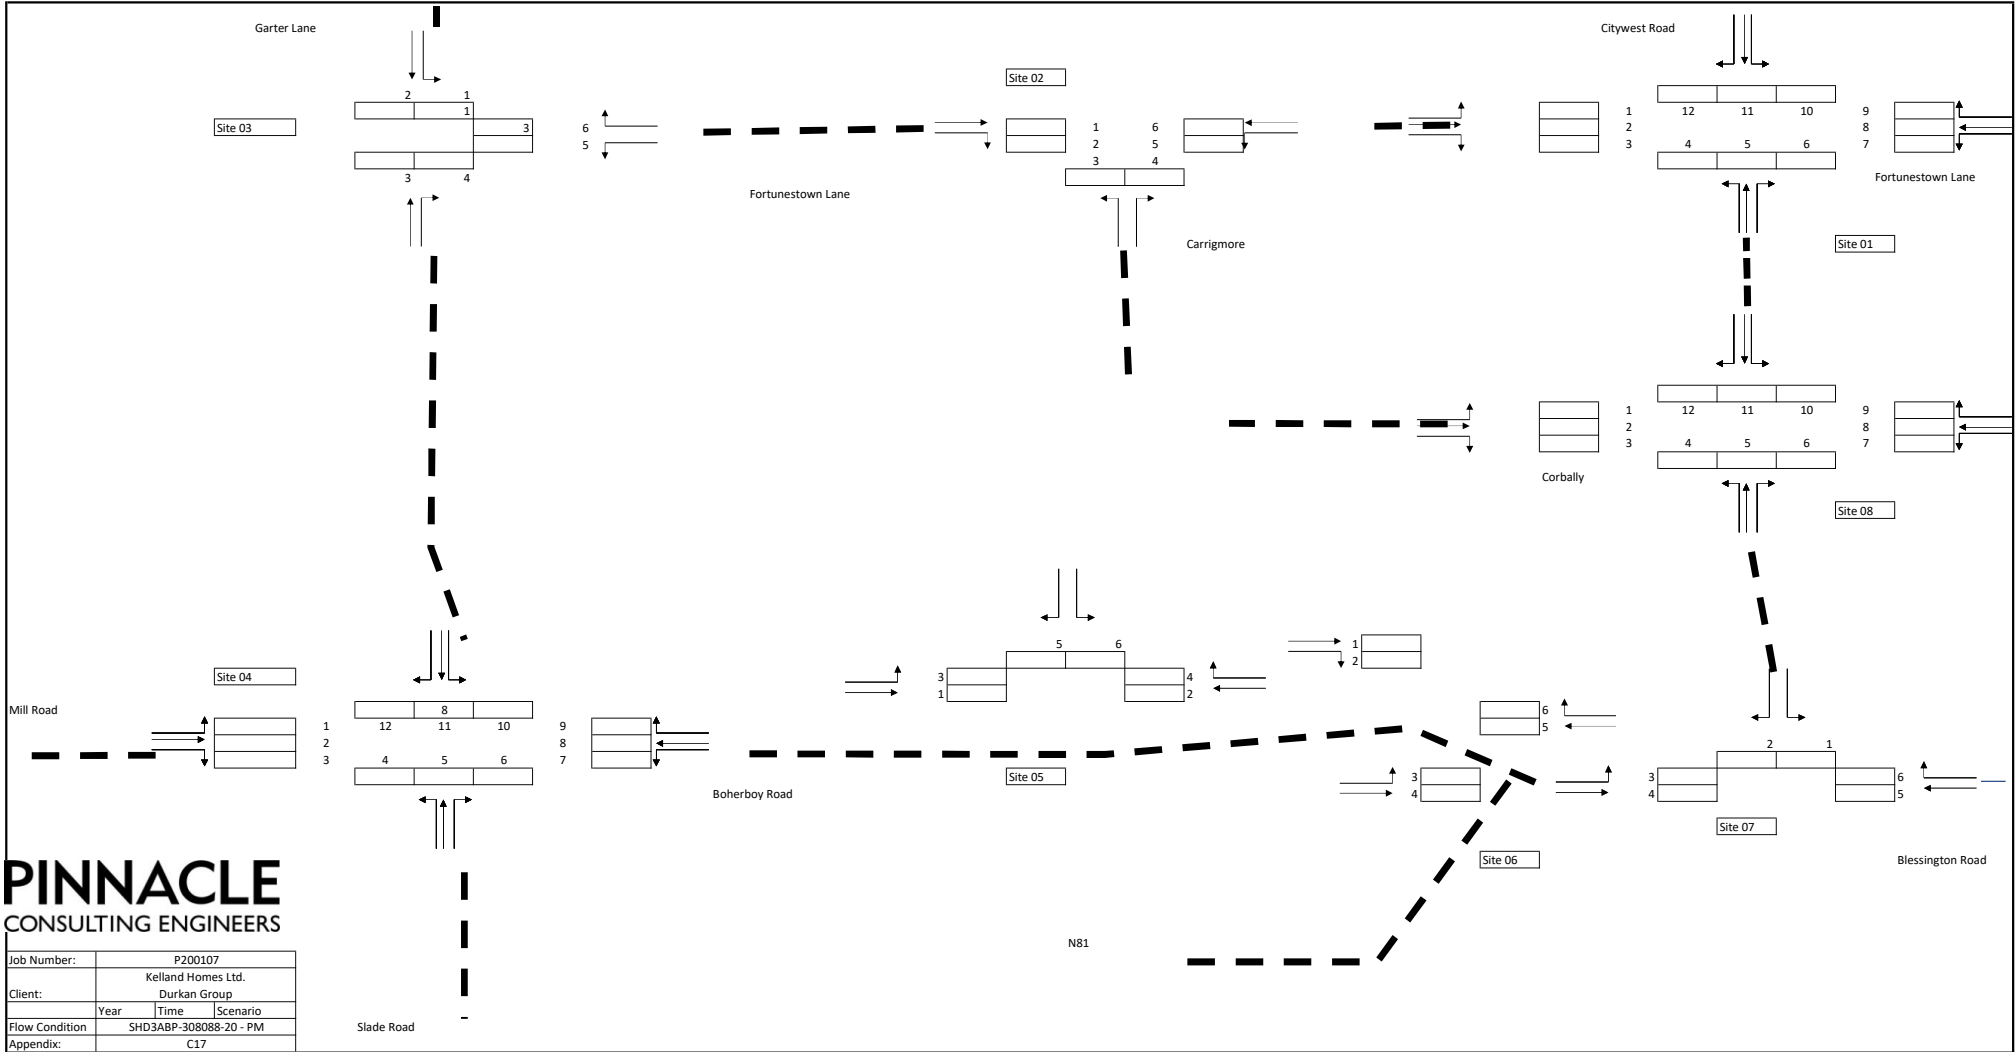 Garter Lane
Citywest Road
Site 02
2 1
1
Site 03
3
6
5
3 4
1 6
2 5
3 4
Fortunestown Lane
Carrigmore
1
2
3
12 11 10
4 5 6
9
8
7
Fortunestown Lane
Site 01
1
2
3
12 11 10
4 5 6
9
8
7
Corbally
Site 08
Site 04
Mill Road
1
2
3
8
12 11 10
4 5 6
9
8
7
Boherboy Road
5 6
3
1
4
2
Site 05
1
2
6
5
3
4
Site 06
2 1
3
4
6
5
Site 07
Blessington Road
N81
Slade Road
PINNACLE
CONSULTING ENGINEERS
Job Number: P200107
Client: Kelland Homes Ltd.
Durkan Group
Year Time Scenario
Flow Condition SHD3ABP-308088-20 - PM
Appendix: C17